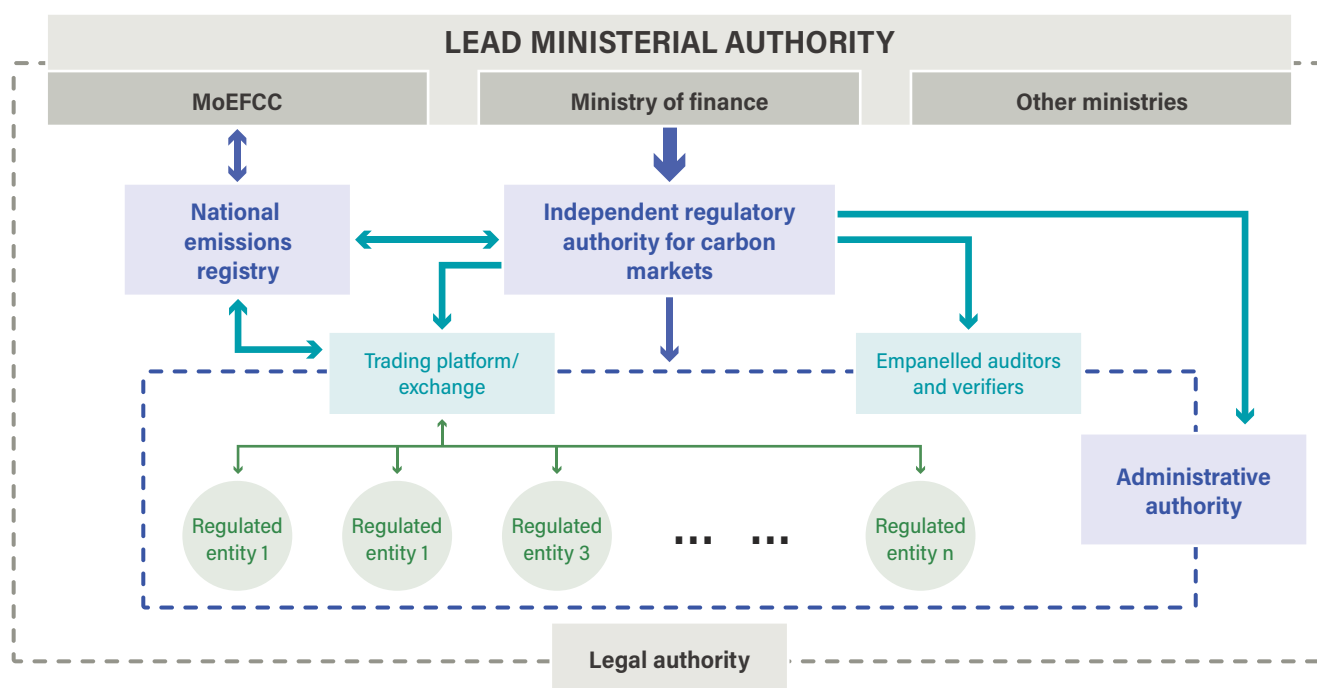 LEAD MINISTERIAL AUTHORITY
MoEFCC
Ministry of finance
Other ministries
National
emissions
registry
Independent regulatory
authority for carbon
markets
Trading platform/
exchange
Empanelled auditors
and verifiers
Administrative
authority
Regulated
entity 1
Regulated
entity 1
Regulated
entity 3
... ...
Regulated
entity n
Legal authority